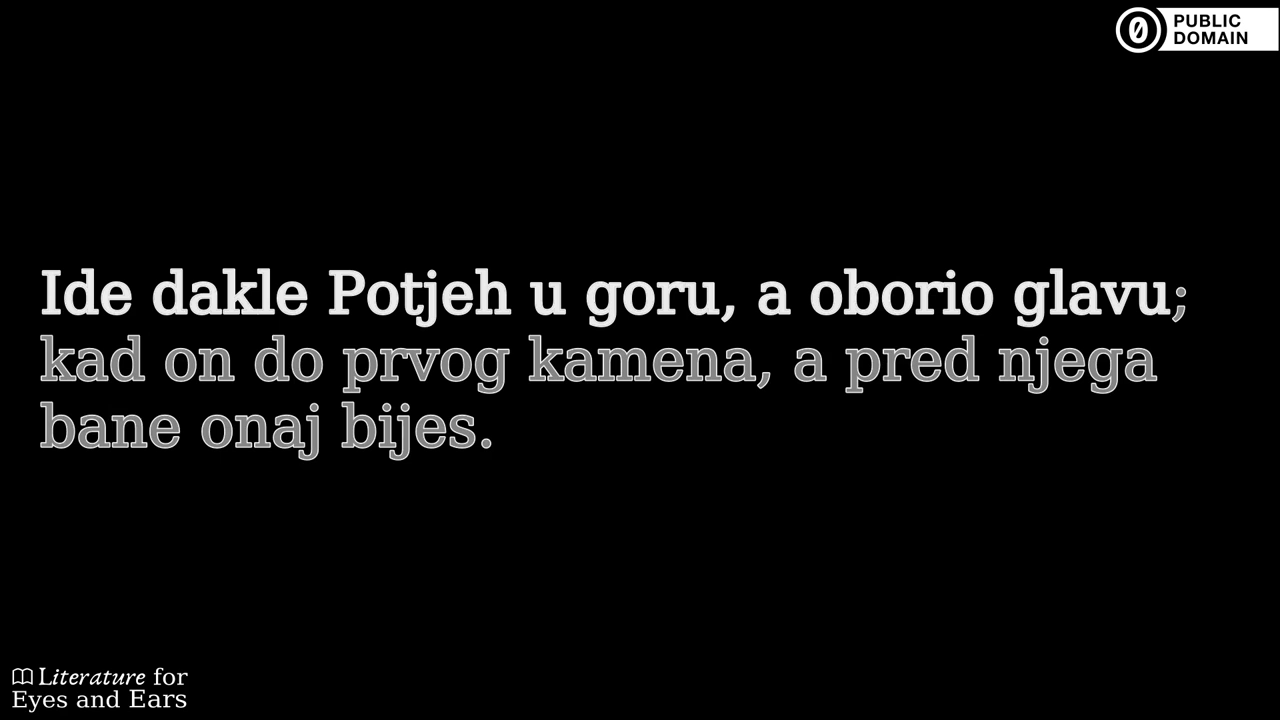 PUBLIC
DOMAIN
Ide dakle Potjeh u goru, a oborio glavu;
kad on do prvog kamena, a pred njega
bane onaj bijes.
Literature for
Eyes and Ears